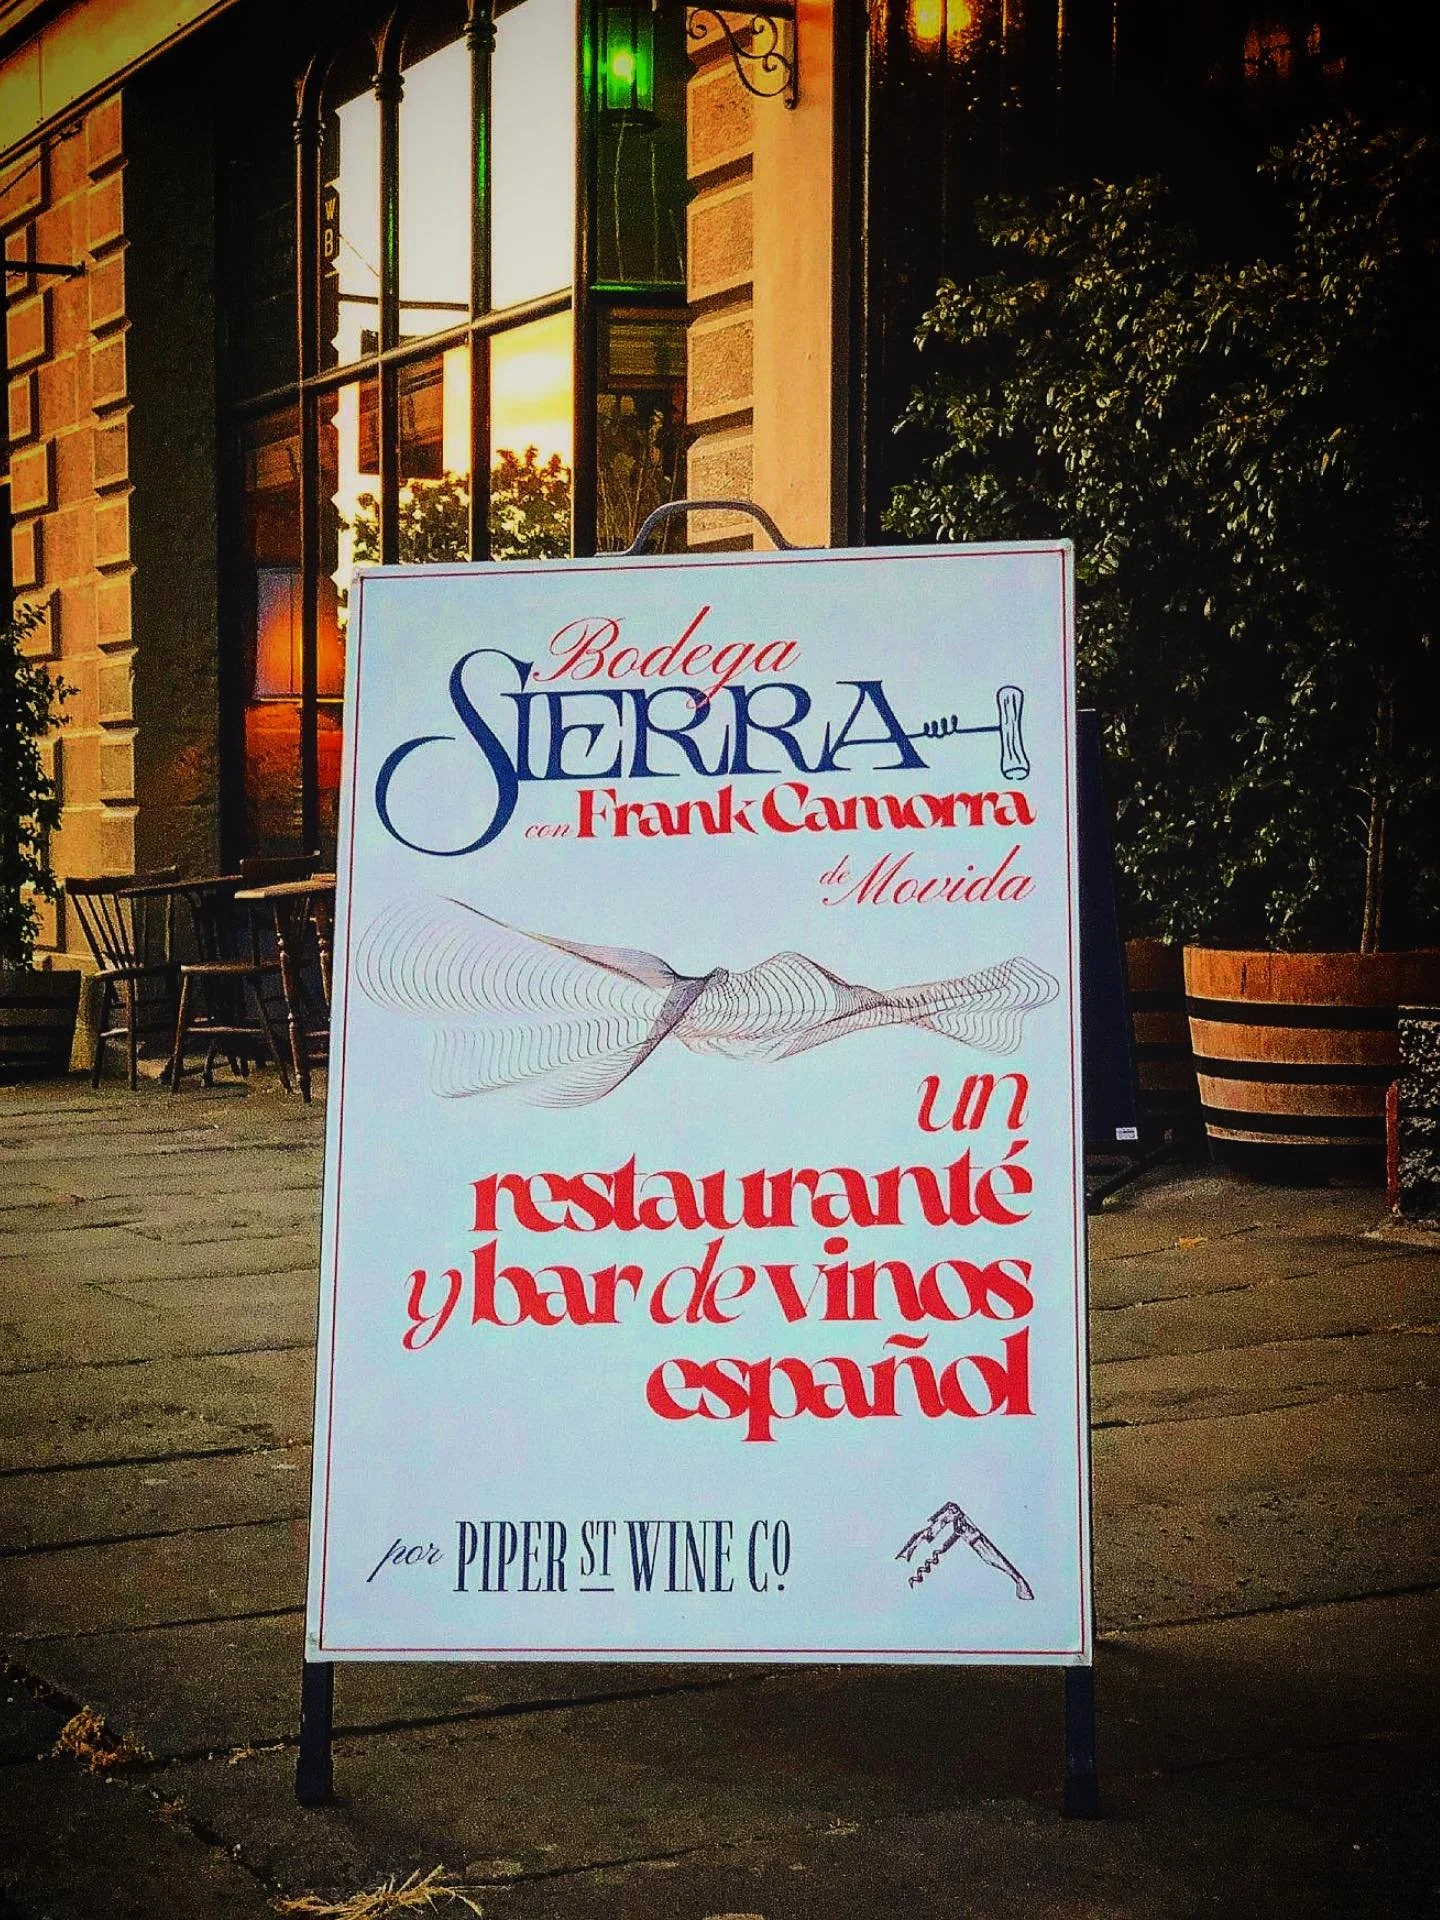 Bodega
SIERRA
con Frank Camorra
de Movida
un
restauranté
y bar de vinos
español
por PIPER ST WINE CO.